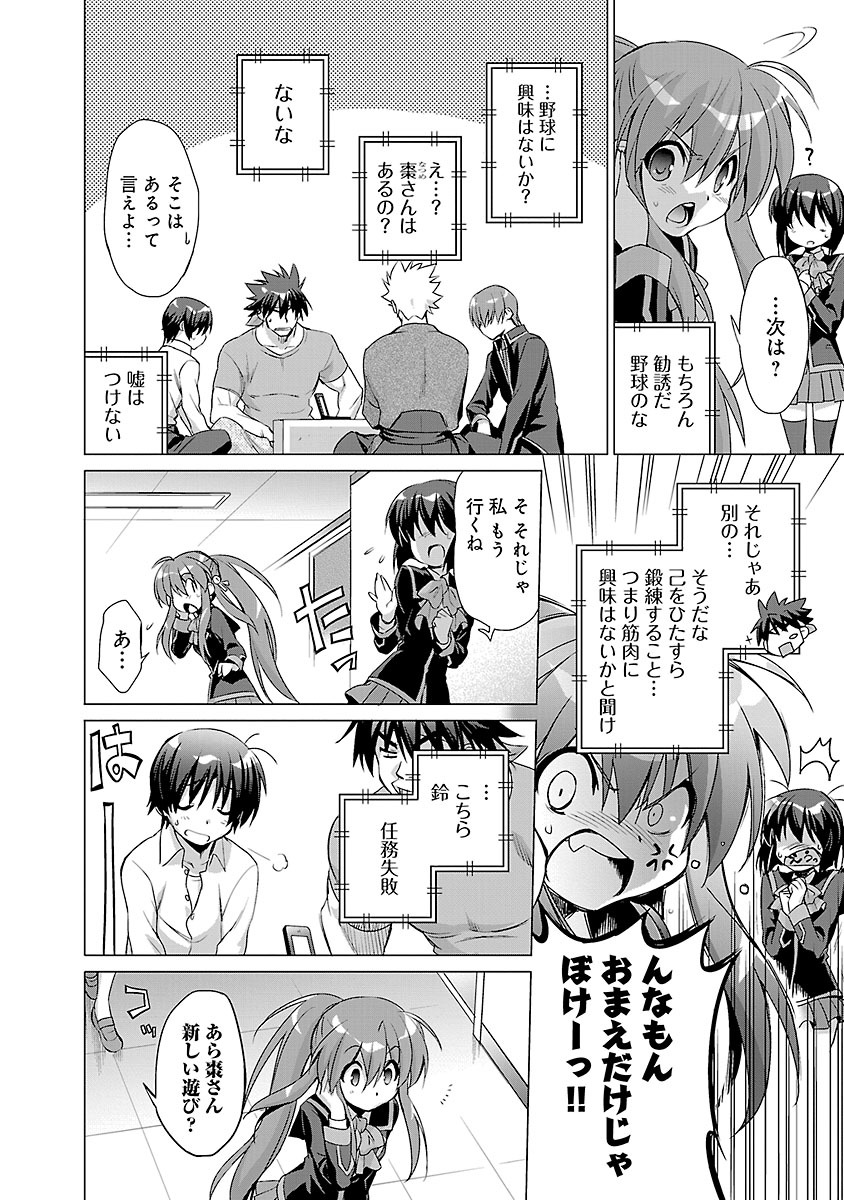 ?
…次は?
もちろん
勧誘だ
野球のな
…野球に
興味はないか?
え…?
棗さんは
なつめ
あるの?
ないな
そこは
あるって
言えよ…
嘘は
つけない
それじゃあ
別の…
そうだな
己をひたすら
鍛練すること…
つまり筋肉に
興味はないかと聞け
んなもん
おまえだけじゃ
ぼけーっ!!
そ それじゃ
私 もう
行くね
たっ
あ…
…
こちら
鈴
任務失敗
は
あら棗さん
新しい遊び?